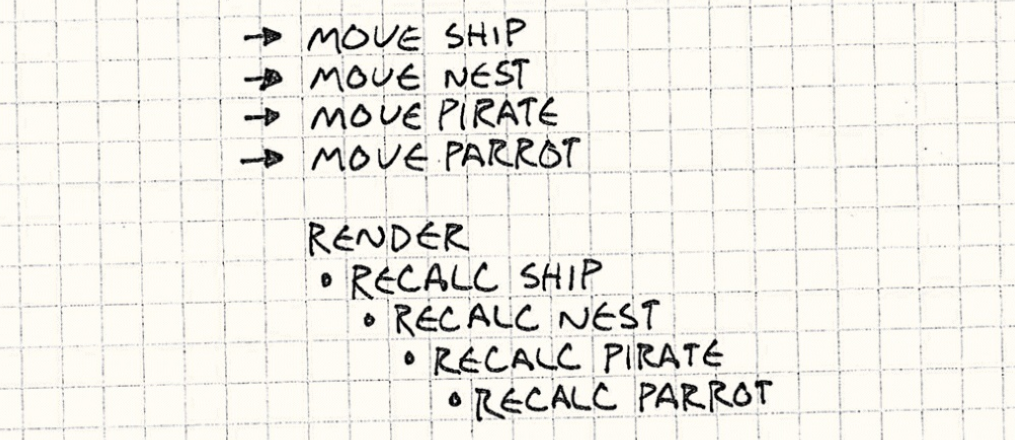 → MOVE SHIP
→ MOVE NEST
→ MOVE PIRATE
→ MOVE PARROT
RENDER
• RECALC SHIP
• RECALC NEST
• RECALC PIRATE
• RECALC PARROT